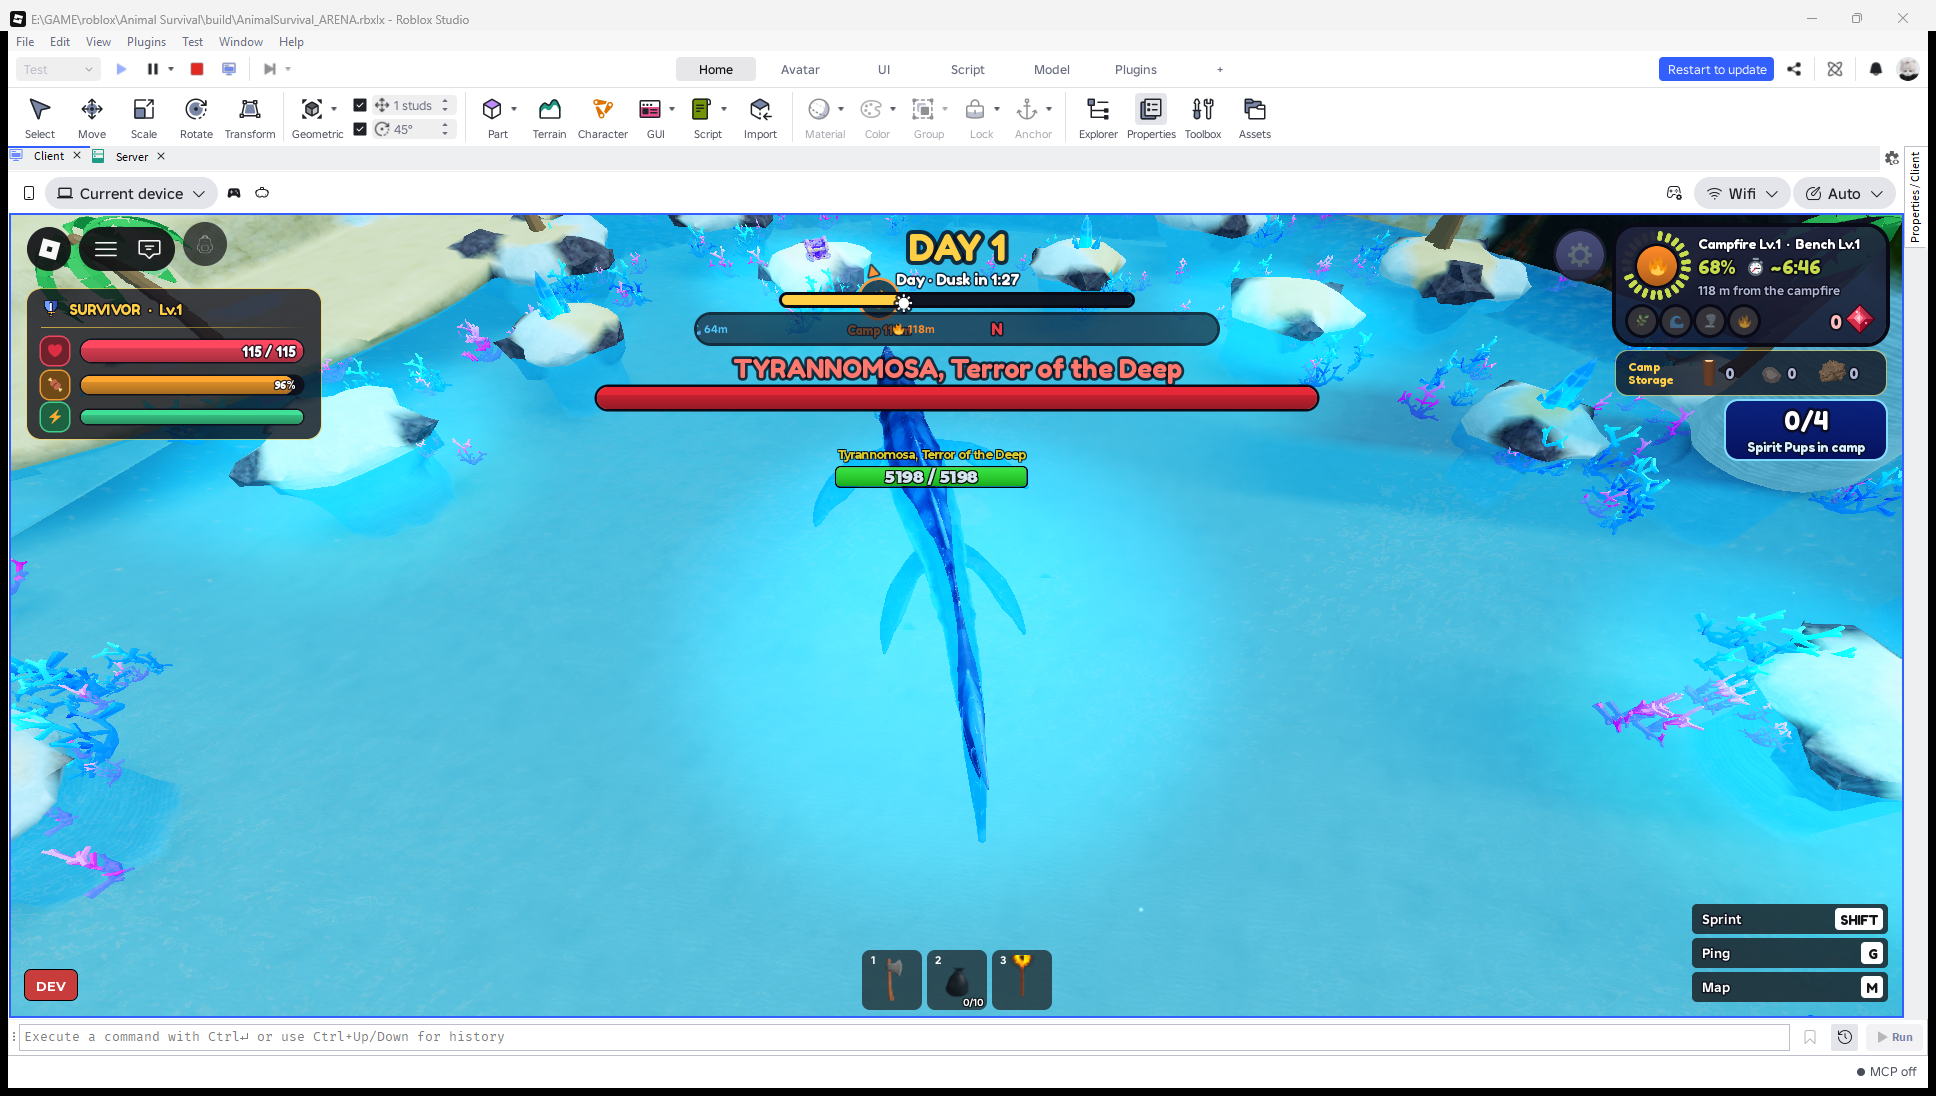 E:\GAME\roblox\Animal Survival\build\AnimalSurvival_ARENA.rbxlx - Roblox Studio
File Edit View Plugins Test Window Help
Test
Home Avatar UI Script Model Plugins +
Restart to update
Select Move Scale Rotate Transform Geometric
1 studs
45°
Part Terrain Character GUI Script Import Material Color Group Lock Anchor Explorer Properties Toolbox Assets
Client Server
Properties / Client
Current device
Wifi
Auto
DAY 1
Day · Dusk in 1:27
64m
118m
N
TYRANNOMOSA, Terror of the Deep
Tyrannomosa, Terror of the Deep
5198 / 5198
SURVIVOR · Lv.1
115 / 115
96%
Campfire Lv.1 · Bench Lv.1
68% ~6:46
118 m from the campfire
0
Camp Storage
0 0 0
0/4
Spirit Pups in camp
Sprint SHIFT
Ping G
Map M
DEV
1 2 3
0/10
Execute a command with Ctrl↵ or use Ctrl+Up/Down for history
Run
MCP off